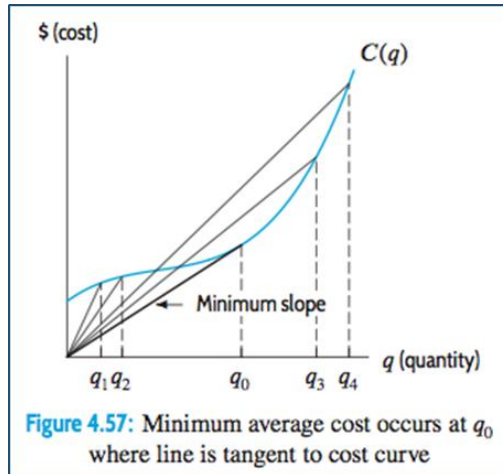 $ (cost)
C(q)
Minimum slope
q (quantity)
q₁ q₂ q₀ q₃ q₄
Figure 4.57: Minimum average cost occurs at q₀
where line is tangent to cost curve